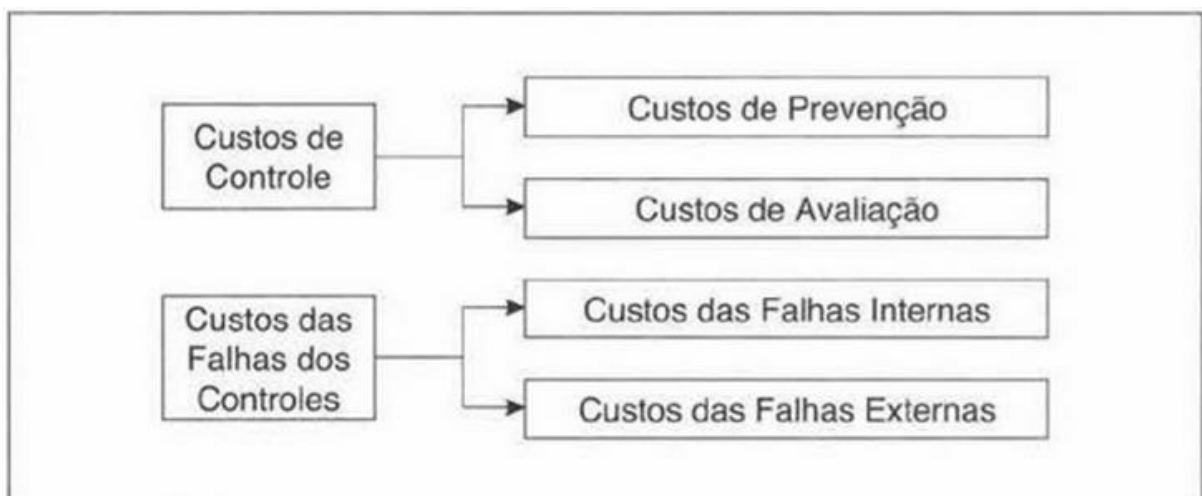 Custos de
Controle
Custos de Prevenção
Custos de Avaliação
Custos das
Falhas dos
Controles
Custos das Falhas Internas
Custos das Falhas Externas